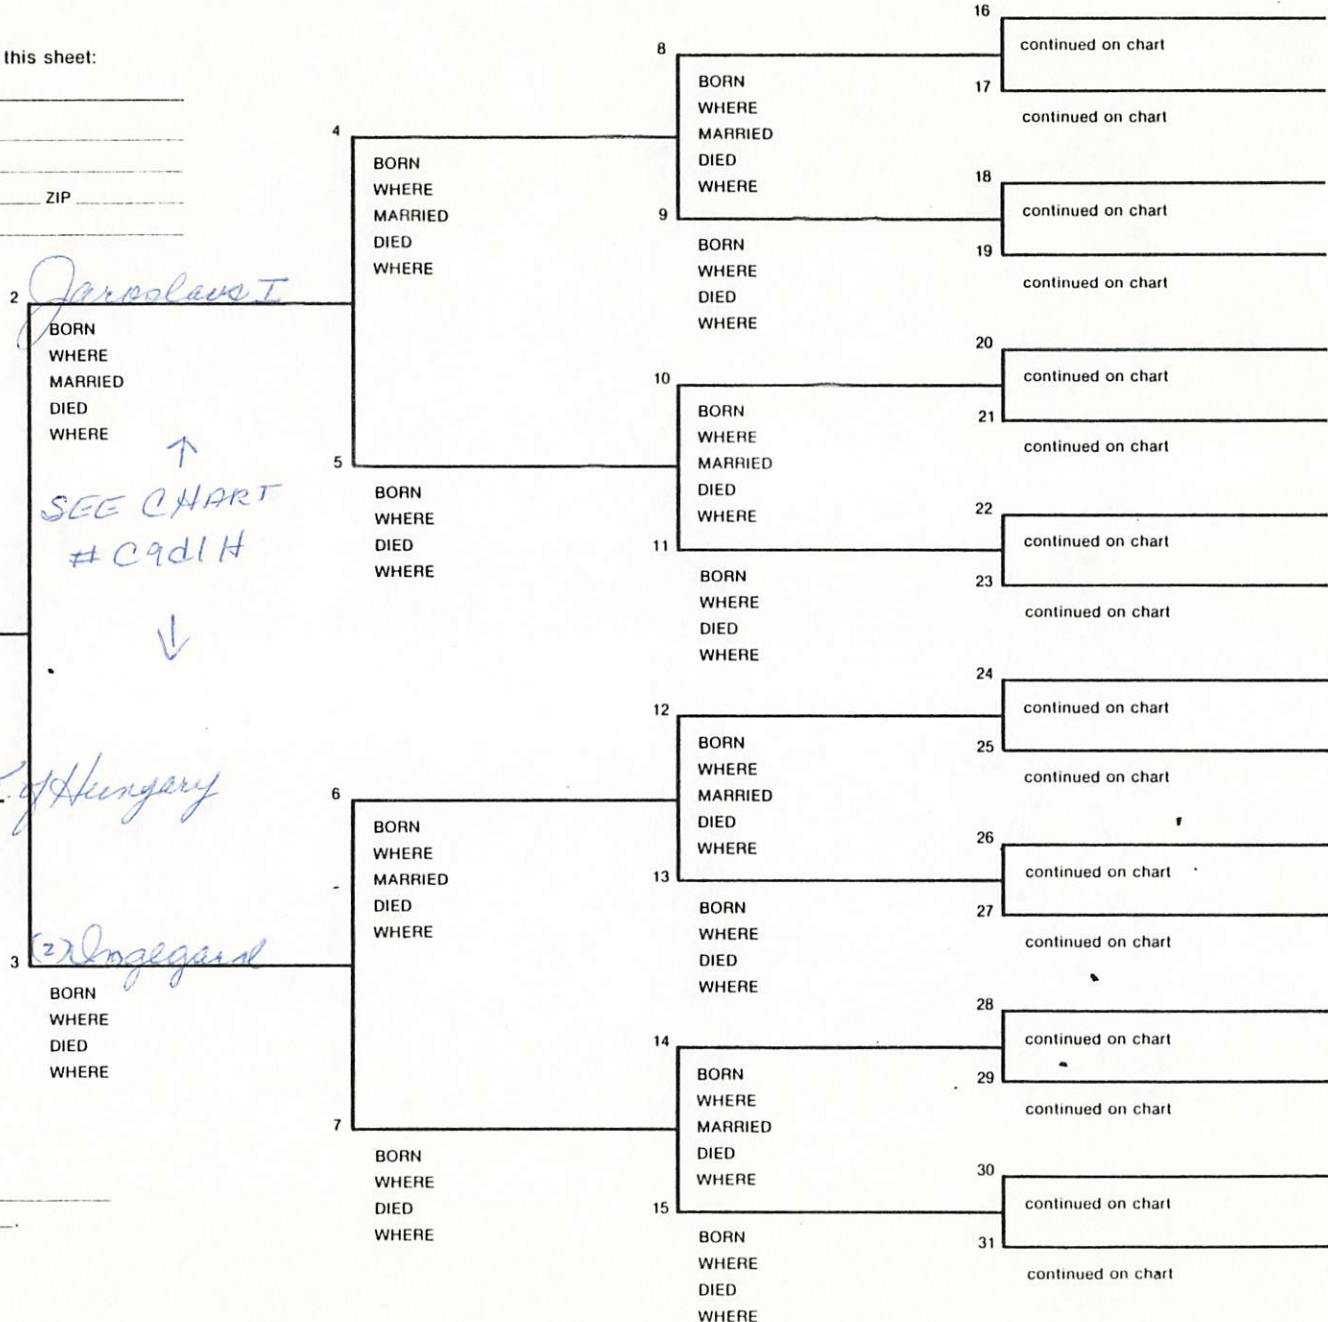 this sheet:
ZIP
2 Jaroslaus I
BORN
WHERE
MARRIED
DIED
WHERE
↑
SEE CHART
# C9d1H
↓
K. of Hungary
3 (2) Ingegard
BORN
WHERE
DIED
WHERE
4
BORN
WHERE
MARRIED
DIED
WHERE
5
BORN
WHERE
DIED
WHERE
6
BORN
WHERE
MARRIED
DIED
WHERE
7
BORN
WHERE
DIED
WHERE
8
BORN
WHERE
MARRIED
DIED
WHERE
9
BORN
WHERE
DIED
WHERE
10
BORN
WHERE
MARRIED
DIED
WHERE
11
BORN
WHERE
DIED
WHERE
12
BORN
WHERE
MARRIED
DIED
WHERE
13
BORN
WHERE
DIED
WHERE
14
BORN
WHERE
MARRIED
DIED
WHERE
15
BORN
WHERE
DIED
WHERE
16
continued on chart
17
continued on chart
18
continued on chart
19
continued on chart
20
continued on chart
21
continued on chart
22
continued on chart
23
continued on chart
24
continued on chart
25
continued on chart
26
continued on chart
27
continued on chart
28
continued on chart
29
continued on chart
30
continued on chart
31
continued on chart